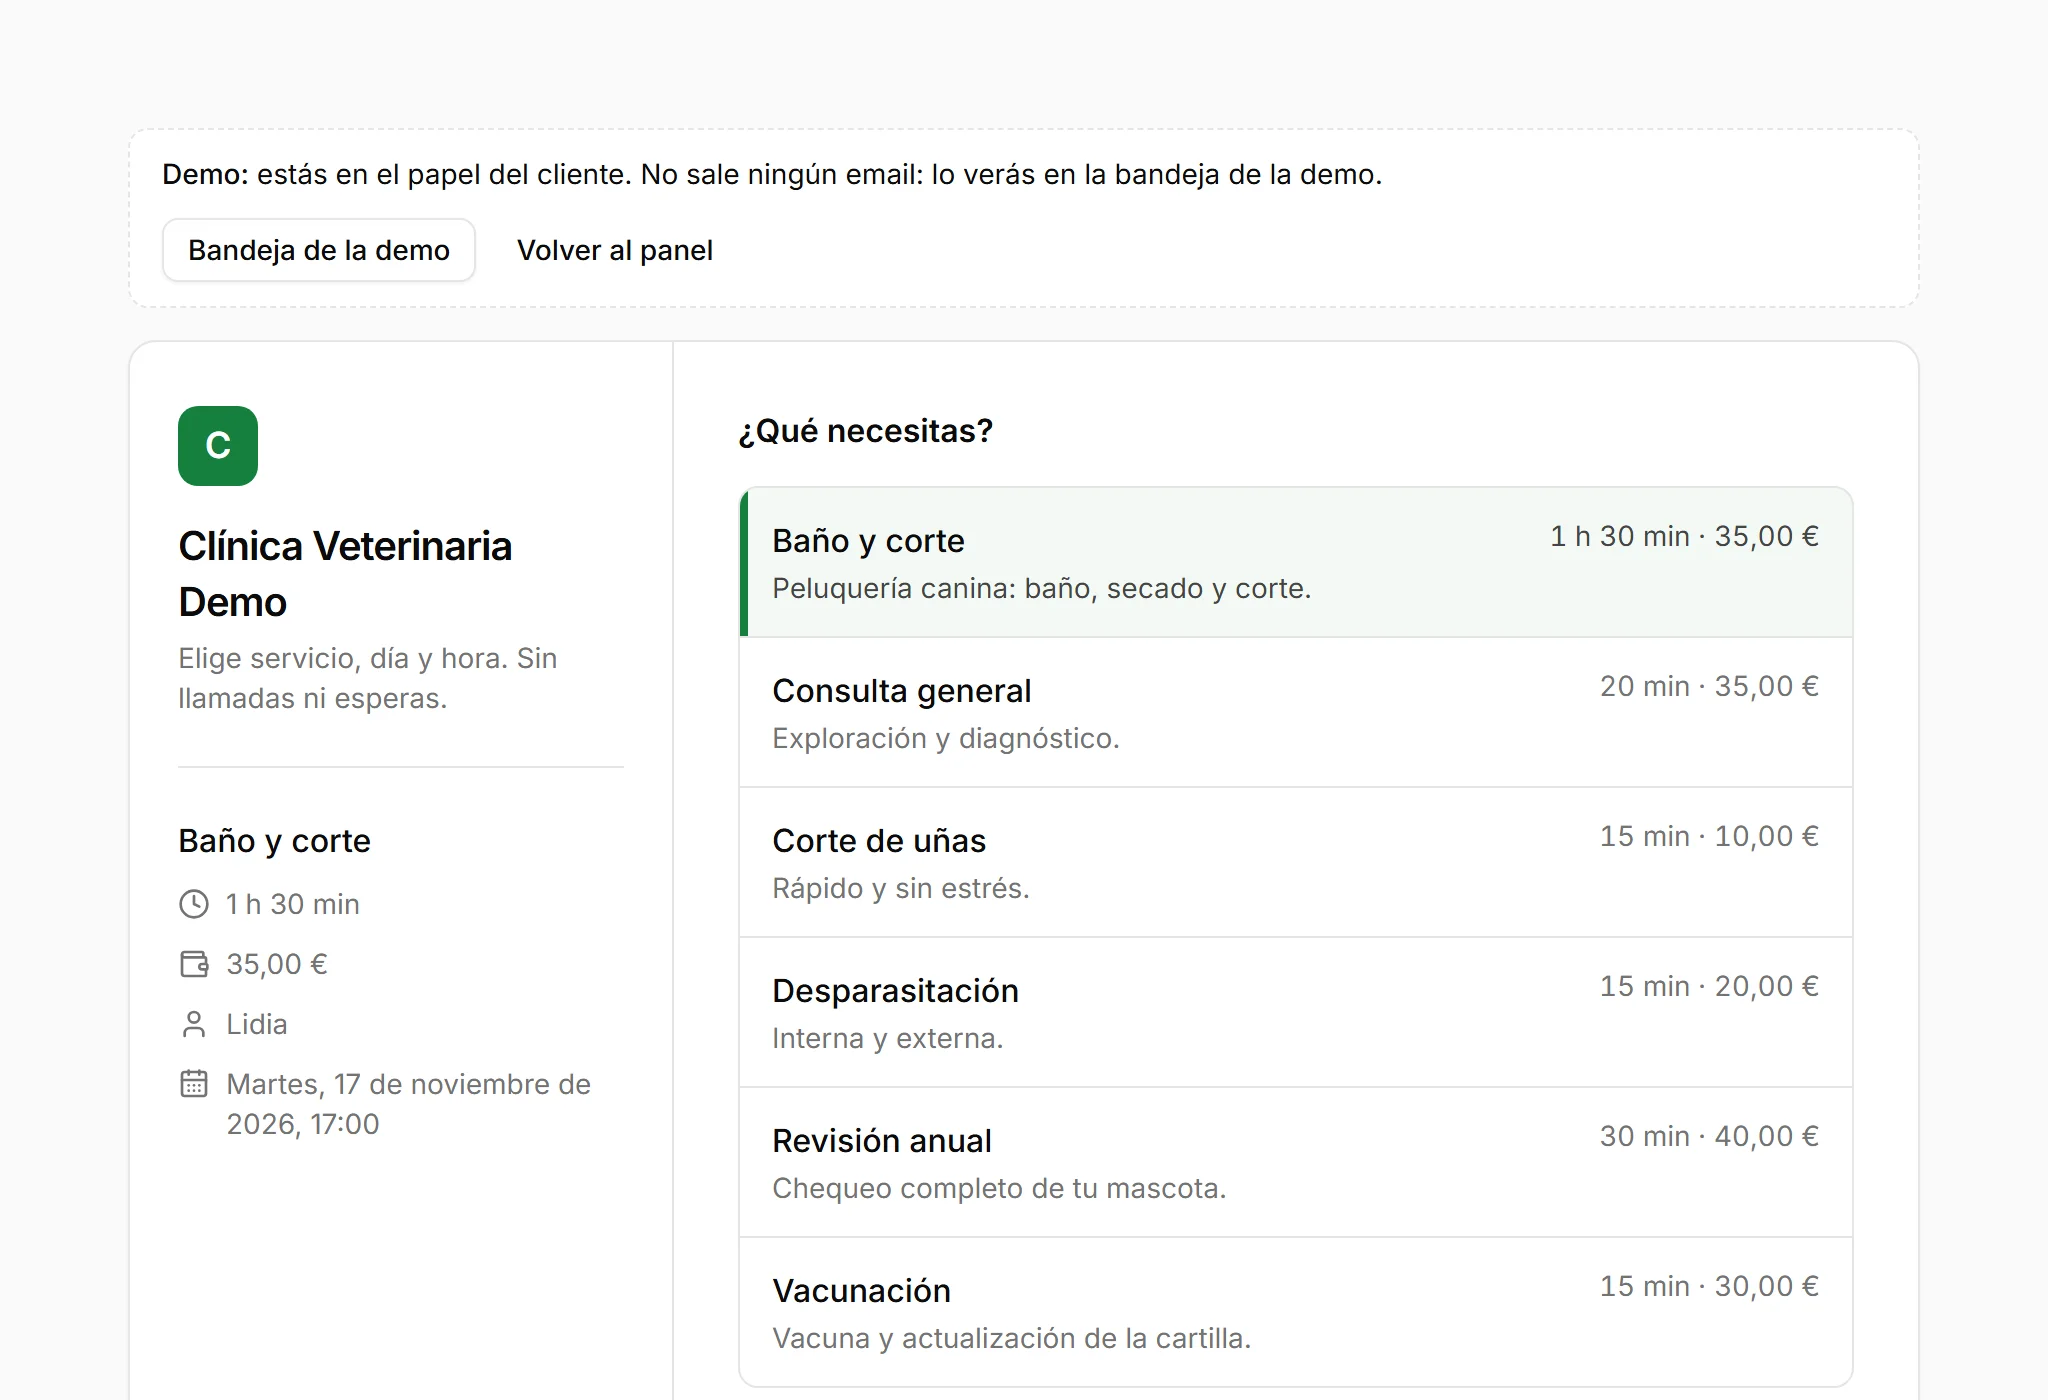 Demo: estás en el papel del cliente. No sale ningún email: lo verás en la bandeja de la demo.
Bandeja de la demo
Volver al panel
C
Clínica Veterinaria
Demo
Elige servicio, día y hora. Sin
llamadas ni esperas.
Baño y corte
1 h 30 min
35,00 €
Lidia
Martes, 17 de noviembre de
2026, 17:00
¿Qué necesitas?
Baño y corte
1 h 30 min · 35,00 €
Peluquería canina: baño, secado y corte.
Consulta general
20 min · 35,00 €
Exploración y diagnóstico.
Corte de uñas
15 min · 10,00 €
Rápido y sin estrés.
Desparasitación
15 min · 20,00 €
Interna y externa.
Revisión anual
30 min · 40,00 €
Chequeo completo de tu mascota.
Vacunación
15 min · 30,00 €
Vacuna y actualización de la cartilla.